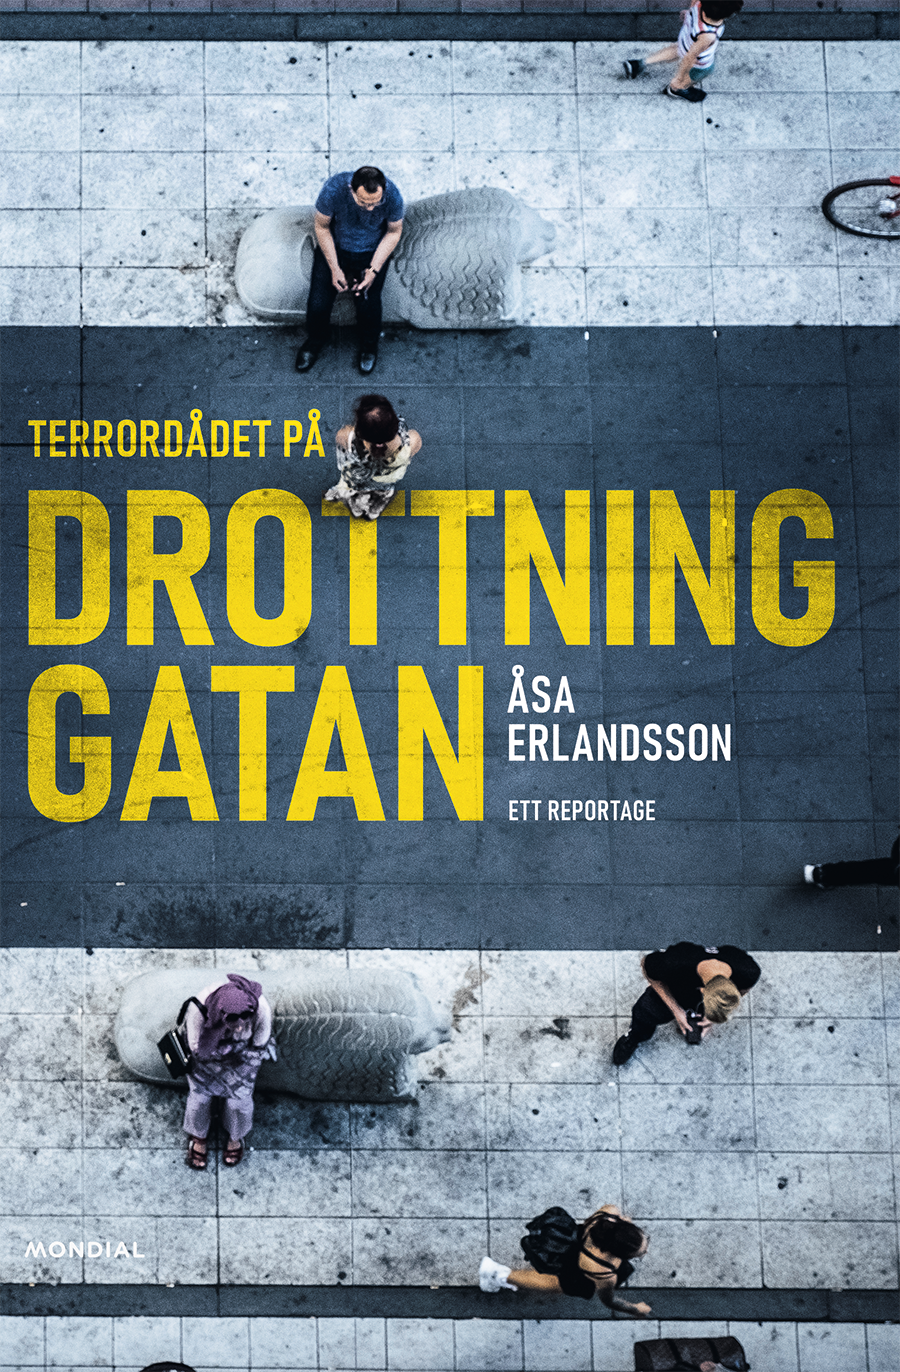 TERRORDÅDET PÅ
DROTTNING
GATAN
ÅSA
ERLANDSSON
ETT REPORTAGE
MONDIAL